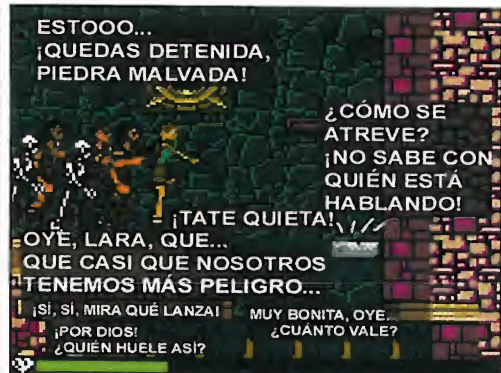 ESTOOO...
¡QUEDAS DETENIDA,
PIEDRA MALVADA!
¿CÓMO SE
ATREVE?
¡NO SABE CON
QUIÉN ESTÁ
HABLANDO!
¡TATE QUIETA!
OYE, LARA, QUE...
QUE CASI QUE NOSOTROS
TENEMOS MÁS PELIGRO...
¡SÍ, SÍ, MIRA QUÉ LANZA!
¡POR DIOS!
¿QUIÉN HUELE ASÍ?
MUY BONITA, OYE...
¿CUÁNTO VALE?